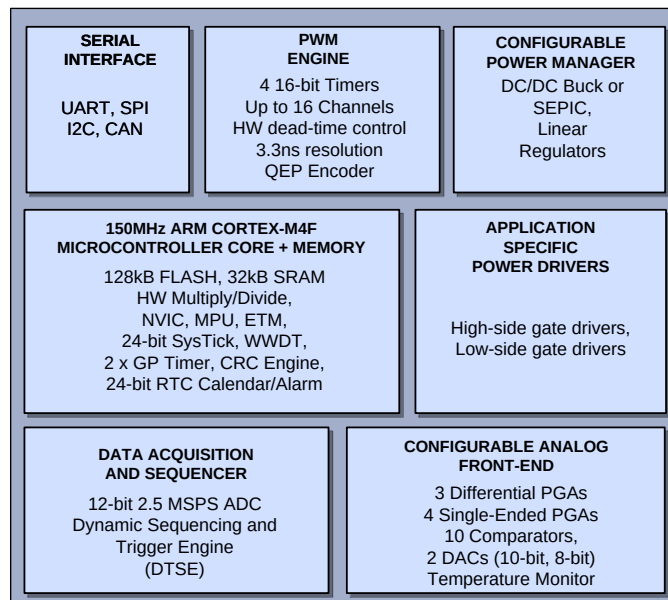 SERIAL
INTERFACE
UART, SPI
I2C, CAN
PWM
ENGINE
4 16-bit Timers
Up to 16 Channels
HW dead-time control
3.3ns resolution
QEP Encoder
CONFIGURABLE
POWER MANAGER
DC/DC Buck or
SEPIC,
Linear
Regulators
150MHz ARM CORTEX-M4F
MICROCONTROLLER CORE + MEMORY
128kB FLASH, 32kB SRAM
HW Multiply/Divide,
NVIC, MPU, ETM,
24-bit SysTick, WWDT,
2 x GP Timer, CRC Engine,
24-bit RTC Calendar/Alarm
APPLICATION
SPECIFIC
POWER DRIVERS
High-side gate drivers,
Low-side gate drivers
DATA ACQUISITION
AND SEQUENCER
12-bit 2.5 MSPS ADC
Dynamic Sequencing and
Trigger Engine
(DTSE)
CONFIGURABLE ANALOG
FRONT-END
3 Differential PGAs
4 Single-Ended PGAs
10 Comparators,
2 DACs (10-bit, 8-bit)
Temperature Monitor